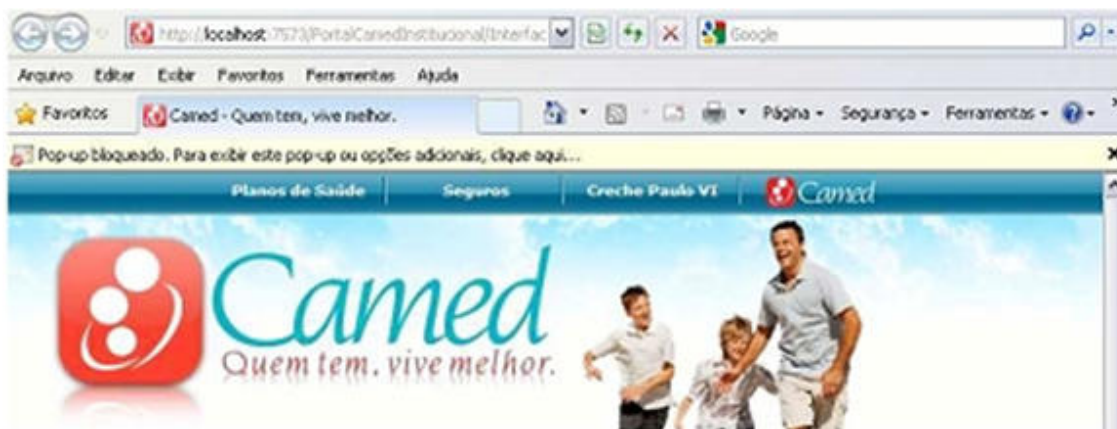 http://localhost:7573/PortalCamedInstitucional/Interfac
Google
Arquivo Editar Exibir Favoritos Ferramentas Ajuda
Favoritos Camed - Quem tem, vive melhor. Página Segurança Ferramentas
Pop-up bloqueado. Para exibir este pop-up ou opções adicionais, clique aqui...
Planos de Saúde Seguros Creche Paulo VI Camed
Camed
Quem tem, vive melhor.